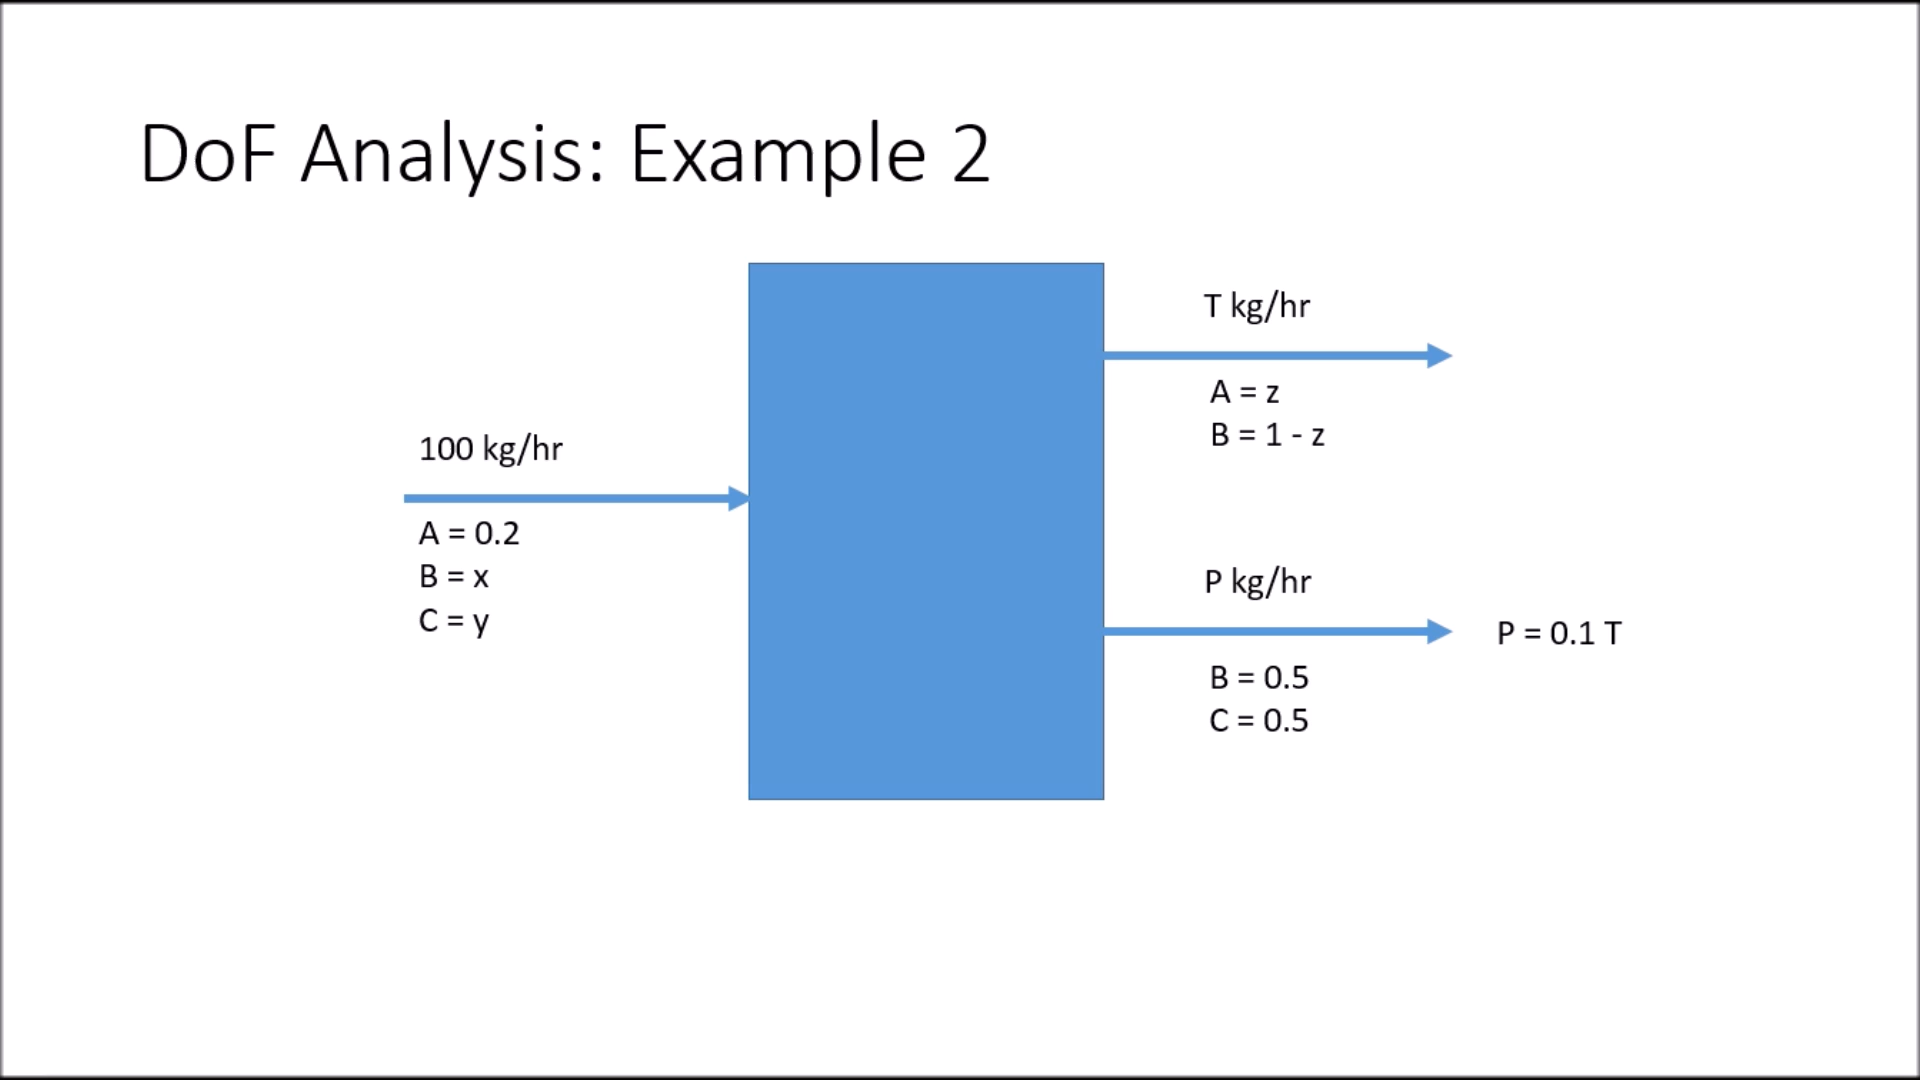 DoF Analysis: Example 2
T kg/hr
A = z
B = 1 - z
100 kg/hr
A = 0.2
B = x
C = y
P kg/hr
P = 0.1 T
B = 0.5
C = 0.5